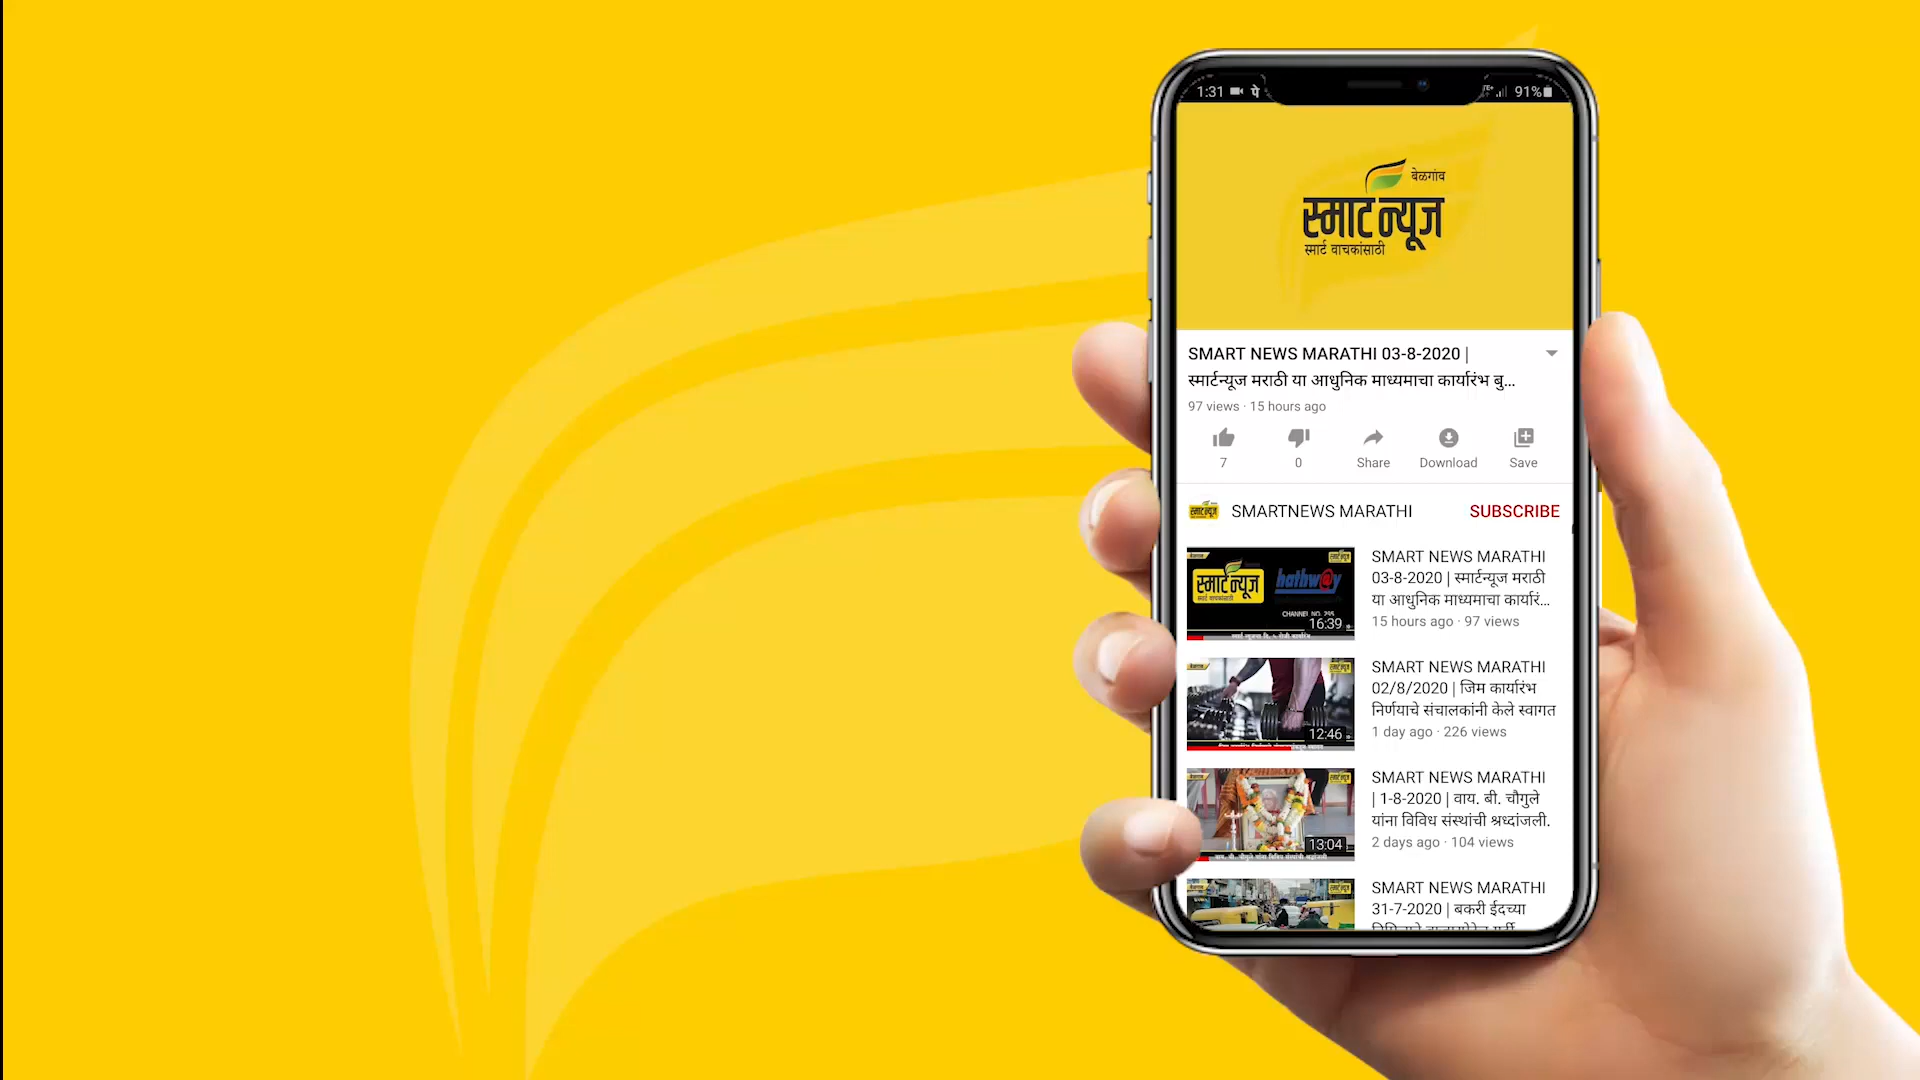 1:31 पे 91%
बेळगांव
स्मार्ट न्यूज
स्मार्ट वाचकांसाठी
SMART NEWS MARATHI 03-8-2020 |
स्मार्टन्यूज मराठी या आधुनिक माध्यमाचा कार्यारंभ बु...
97 views · 15 hours ago
7 0 Share Download Save
स्मार्ट न्यूज SMARTNEWS MARATHI SUBSCRIBE
स्मार्ट न्यूज hathway
CHANNEL NO. 295
16:39
SMART NEWS MARATHI
03-8-2020 | स्मार्टन्यूज मराठी
या आधुनिक माध्यमाचा कार्यारं...
15 hours ago · 97 views
12:46
SMART NEWS MARATHI
02/8/2020 | जिम कार्यारंभ
निर्णयाचे संचालकांनी केले स्वागत
1 day ago · 226 views
13:04
SMART NEWS MARATHI
| 1-8-2020 | वाय. बी. चौगुले
यांना विविध संस्थांची श्रध्दांजली.
2 days ago · 104 views
SMART NEWS MARATHI
31-7-2020 | बकरी ईदच्या